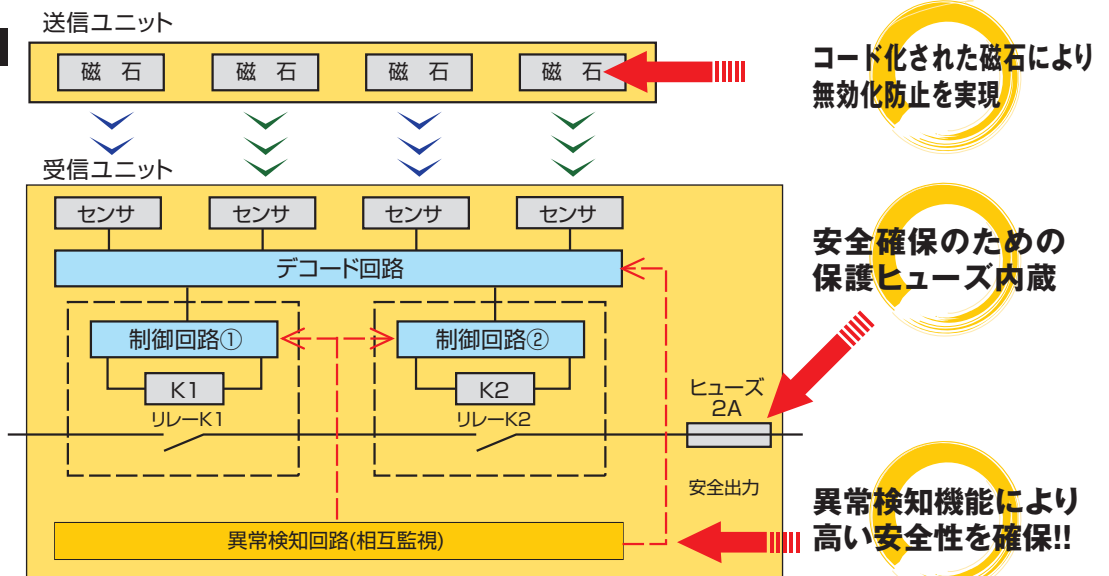 送信ユニット
磁 石
磁 石
磁 石
磁 石
コード化された磁石により
無効化防止を実現
受信ユニット
センサ
センサ
センサ
センサ
デコード回路
安全確保のための
保護ヒューズ内蔵
制御回路①
制御回路②
K1
K2
リレーK1
リレーK2
ヒューズ
2A
安全出力
異常検知回路(相互監視)
異常検知機能により
高い安全性を確保!!